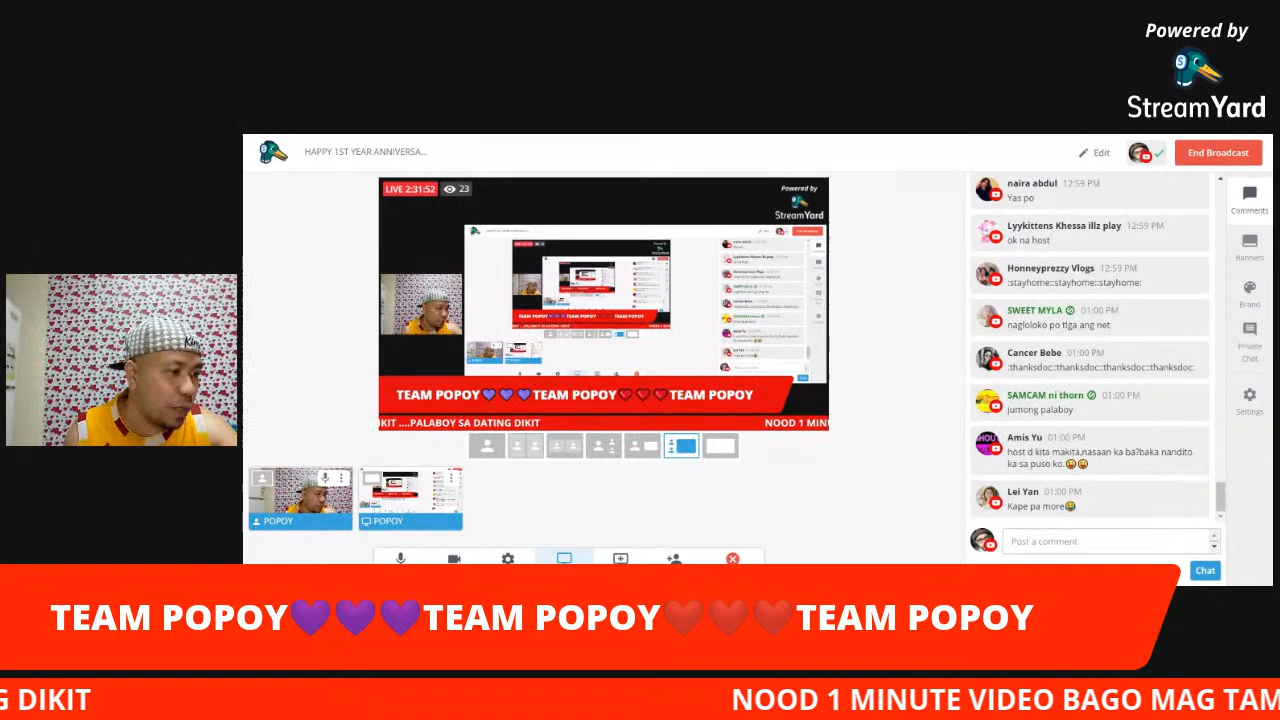 Powered by
StreamYard
HAPPY 1ST YEAR ANNIVERSA...
Edit
End Broadcast
LIVE 2:31:52
23
Powered by
StreamYard
TEAM POPOY💜💜💜TEAM POPOY❤❤❤TEAM POPOY
IKIT ....PALABOY SA DATING DIKIT
NOOD 1 MIN
POPOY
POPOY
naira abdul 12:59 PM
Yas po
Lyykittens Khessa illz play 12:59 PM
ok na host
Honneyprezzy Vlogs 12:59 PM
:stayhome::stayhome::stayhome:
SWEET MYLA 01:00 PM
nagloloko po tlga ang net
Cancer Bebe 01:00 PM
:thanksdoc::thanksdoc::thanksdoc:
SAMCAM ni thorn 01:00 PM
jumong palaboy
Amis Yu 01:00 PM
host d kita makita,nasaan ka ba?baka nandito
ka sa puso ko.😛😛
Lei Yan 01:00 PM
Kape pa more😂
Post a comment
Chat
Comments
Banners
Brand
Private
Chat
Settings
King
TEAM POPOY💜💜💜TEAM POPOY❤❤❤TEAM POPOY
G DIKIT
NOOD 1 MINUTE VIDEO BAGO MAG TAM